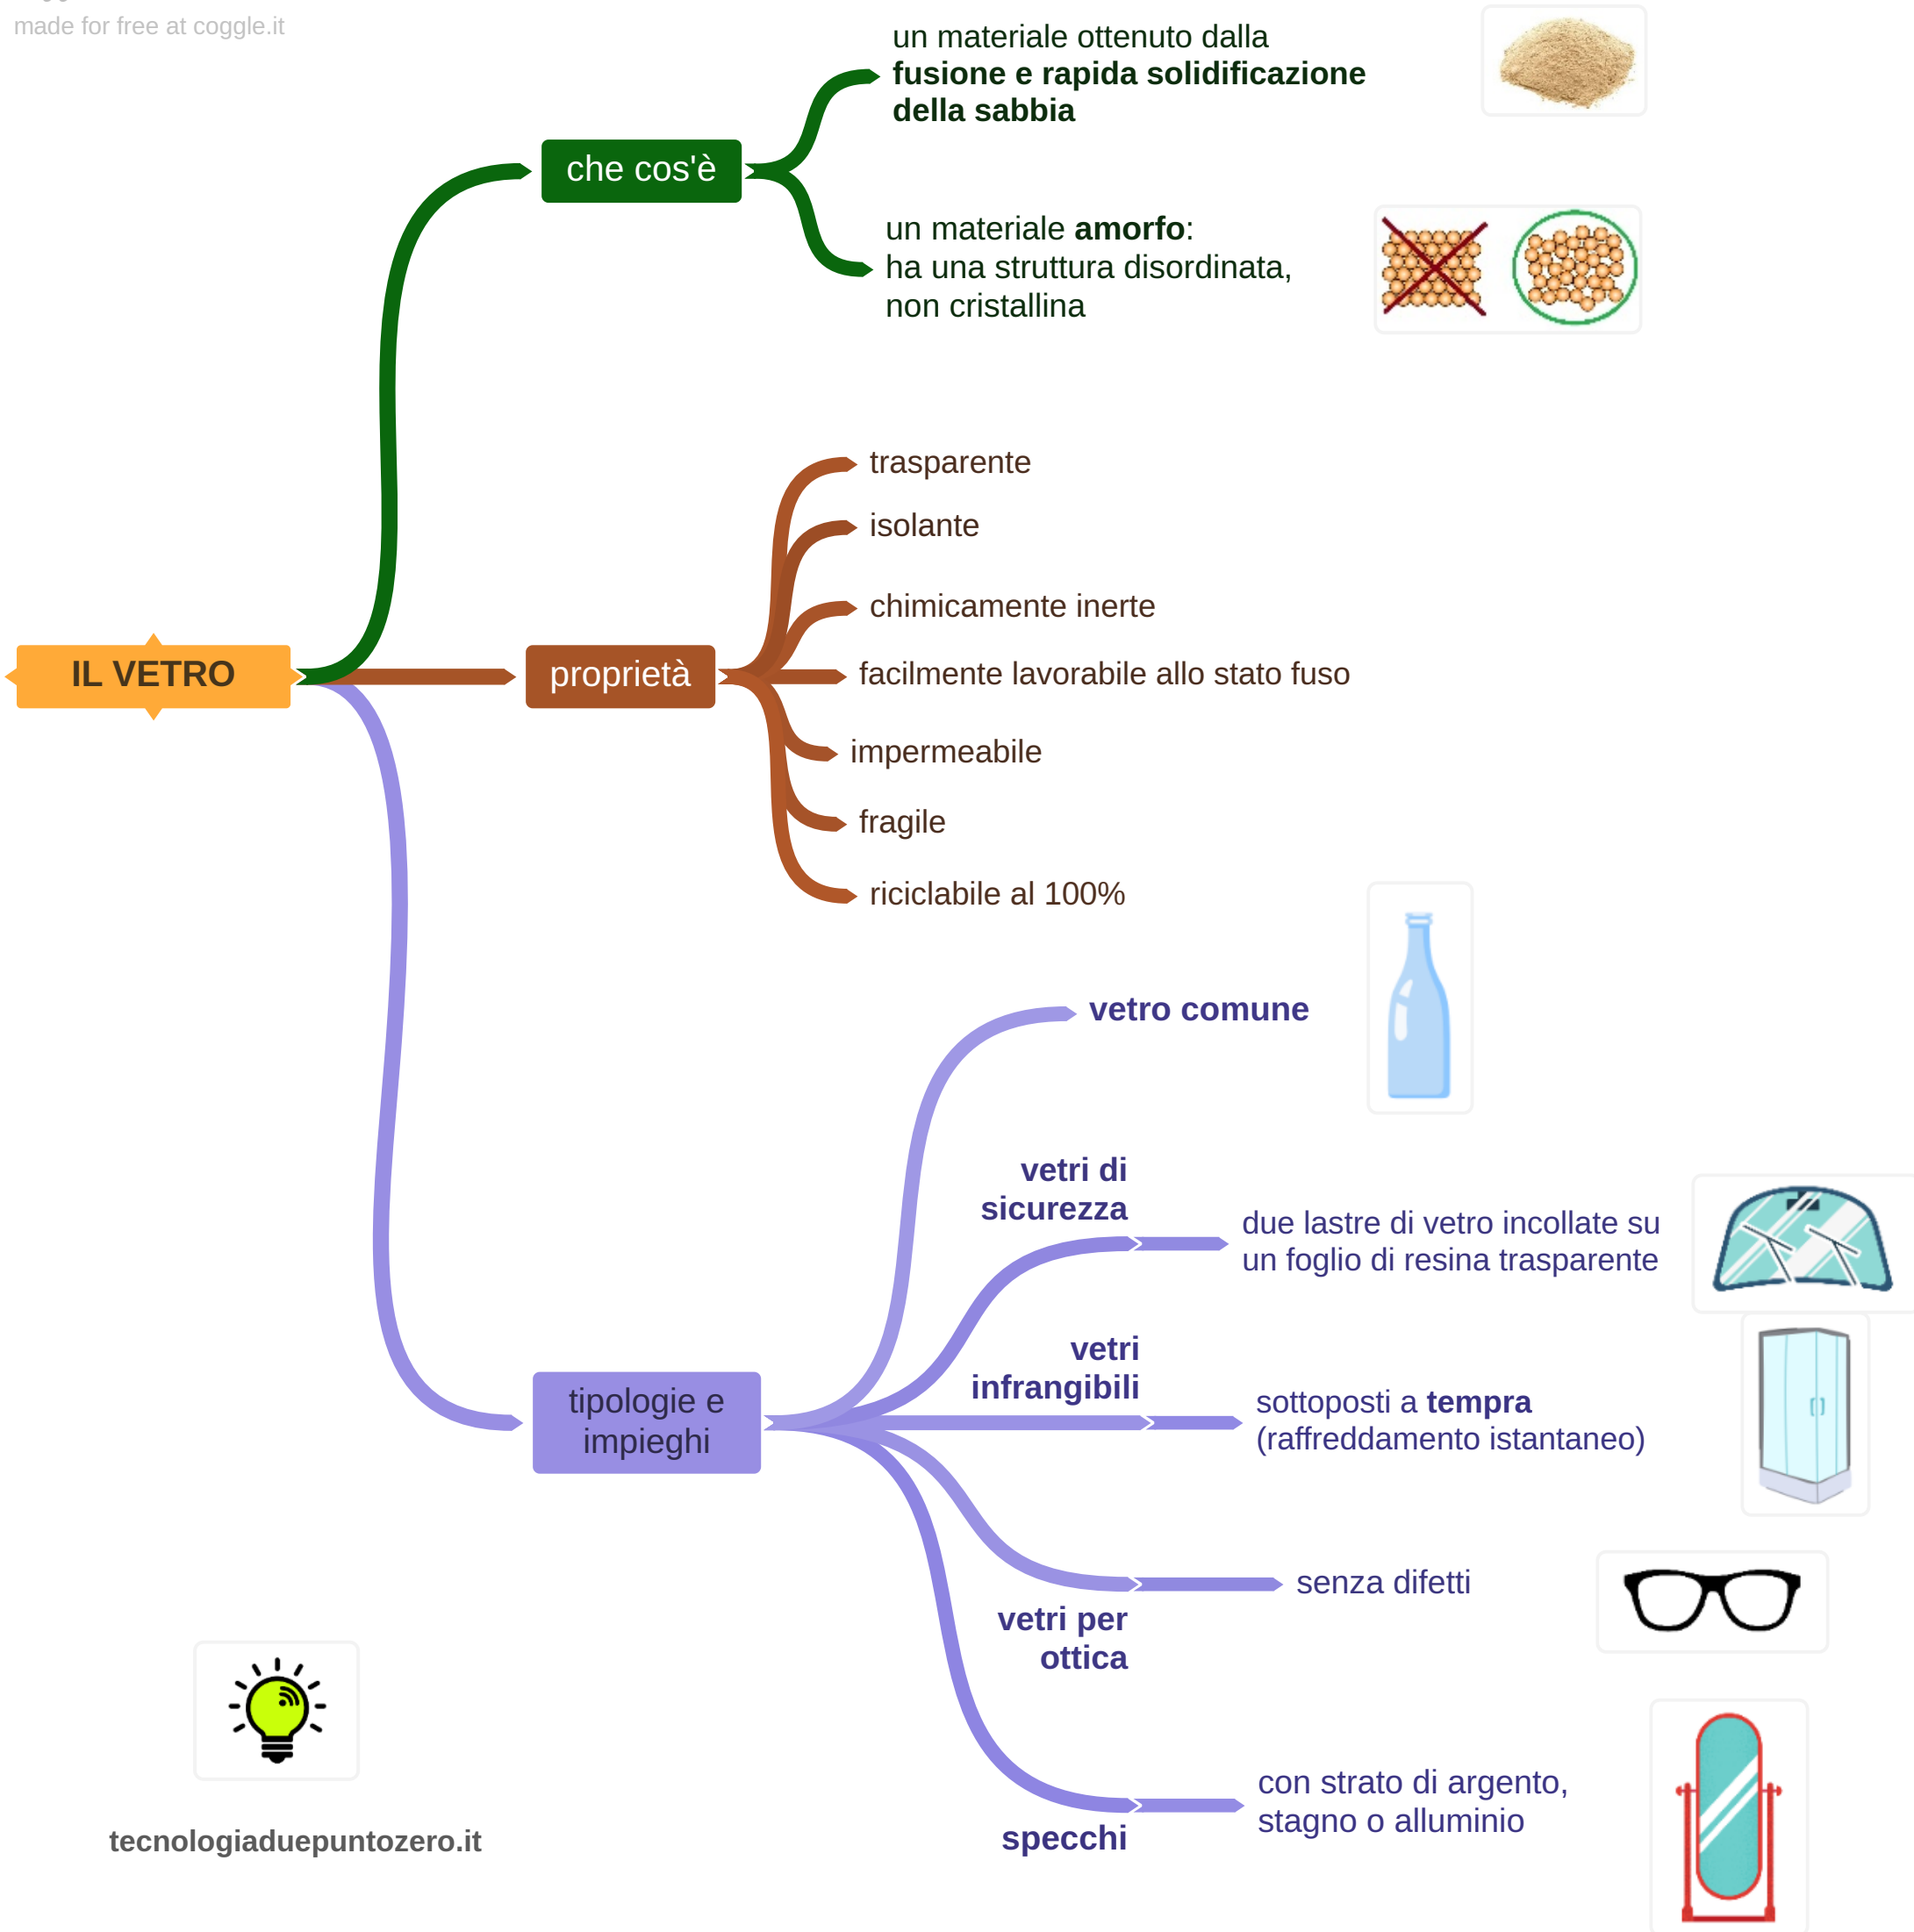 made for free at coggle.it
un materiale ottenuto dalla
fusione e rapida solidificazione
della sabbia
che cos'è
un materiale amorfo:
ha una struttura disordinata,
non cristallina
trasparente
isolante
chimicamente inerte
IL VETRO
proprietà
facilmente lavorabile allo stato fuso
impermeabile
fragile
riciclabile al 100%
vetro comune
vetri di
sicurezza
due lastre di vetro incollate su
un foglio di resina trasparente
vetri
infrangibili
tipologie e
impieghi
sottoposti a tempra
(raffreddamento istantaneo)
senza difetti
vetri per
ottica
con strato di argento,
stagno o alluminio
specchi
tecnologiaduepuntozero.it